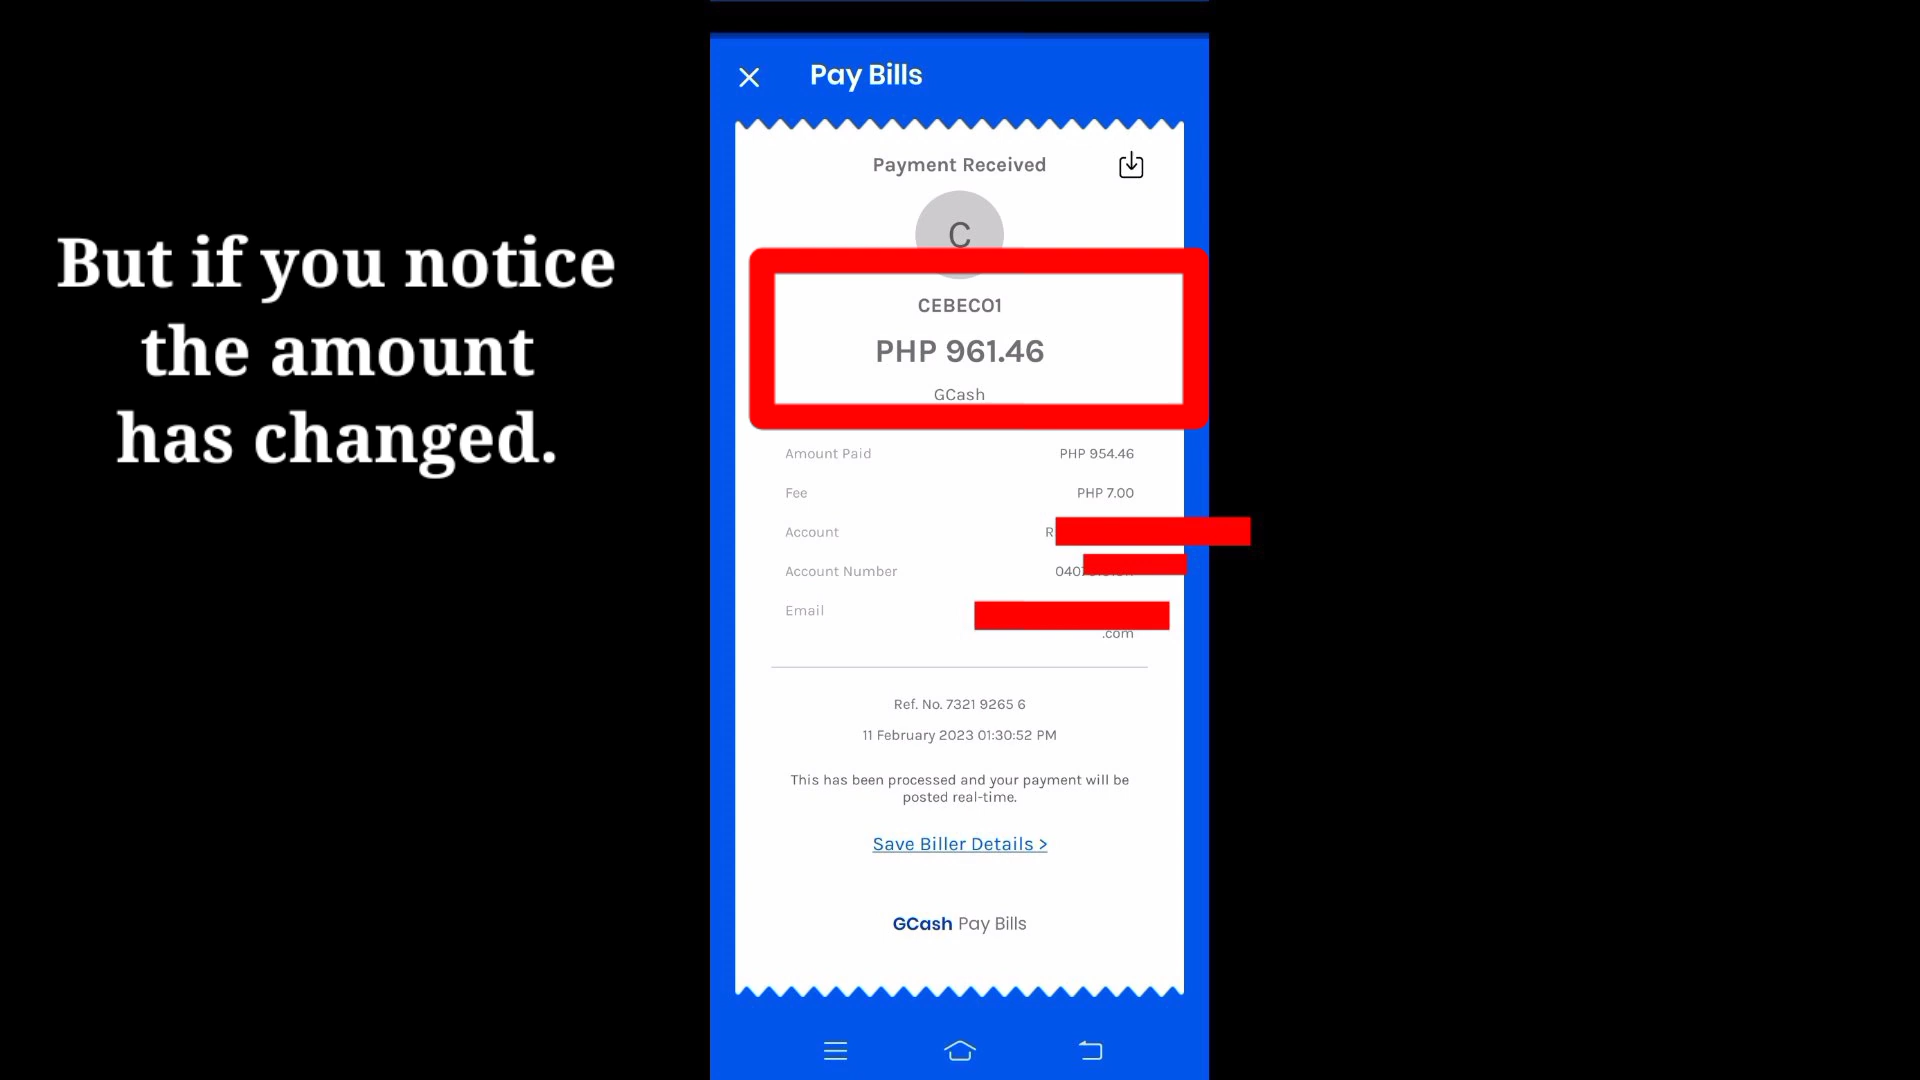 But if you notice
the amount
has changed.
Pay Bills
Payment Received
C
CEBECO1
PHP 961.46
GCash
Amount Paid PHP 954.46
Fee PHP 7.00
Account
Account Number
Email
.com
Ref. No. 7321 9265 6
11 February 2023 01:30:52 PM
This has been processed and your payment will be
posted real-time.
Save Biller Details >
GCash Pay Bills